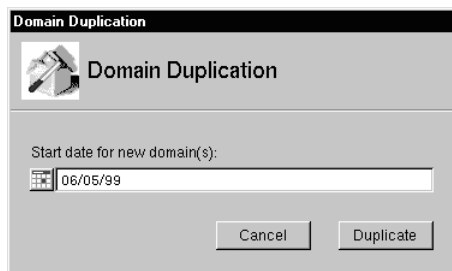 Domain Duplication
Domain Duplication
Start date for new domain(s):
06/05/99
Cancel
Duplicate